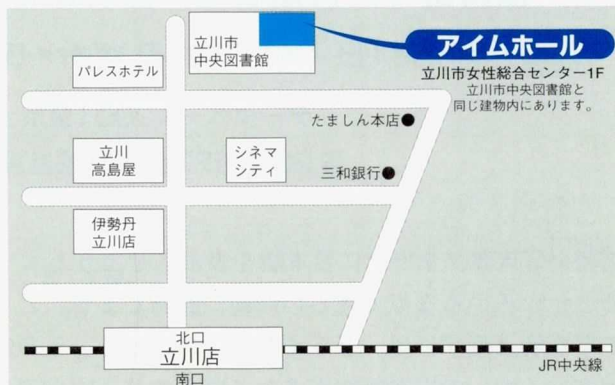 立川市
中央図書館
アイムホール
立川市女性総合センター1F
立川市中央図書館と
同じ建物内にあります。
パレスホテル
たましん本店
立川
高島屋
シネマ
シティ
三和銀行
伊勢丹
立川店
北口
立川店
南口
JR中央線